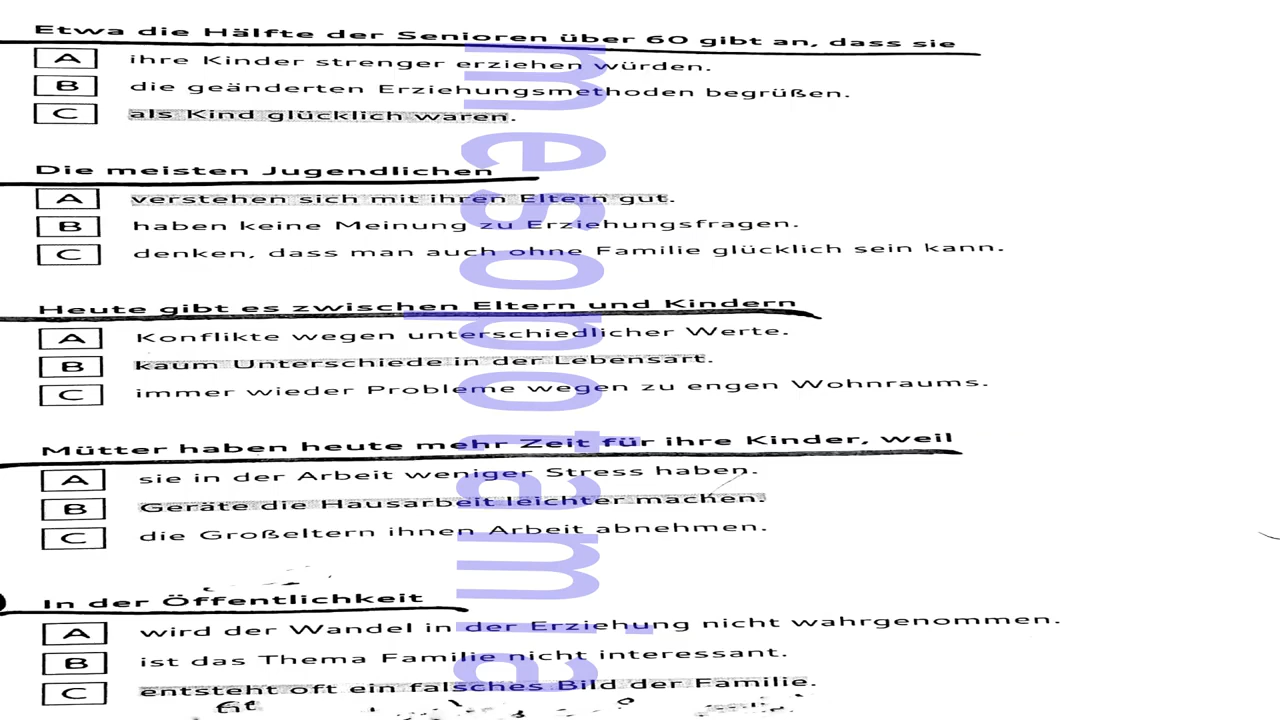 Etwa die Hälfte der Senioren über 60 gibt an, dass sie
A ihre Kinder strenger erziehen würden.
B die geänderten Erziehungsmethoden begrüßen.
C als Kind glücklich waren.
Die meisten Jugendlichen
A verstehen sich mit ihren Eltern gut.
B haben keine Meinung zu Erziehungsfragen.
C denken, dass man auch ohne Familie glücklich sein kann.
Heute gibt es zwischen Eltern und Kindern
A Konflikte wegen unterschiedlicher Werte.
B kaum Unterschiede in der Lebensart.
C immer wieder Probleme wegen zu engen Wohnraums.
Mütter haben heute mehr Zeit für ihre Kinder, weil
A sie in der Arbeit weniger Stress haben.
B Geräte die Hausarbeit leichter machen.
C die Großeltern ihnen Arbeit abnehmen.
In der Öffentlichkeit
A wird der Wandel in der Erziehung nicht wahrgenommen.
B ist das Thema Familie nicht interessant.
C entsteht oft ein falsches Bild der Familie.
mesopotamia